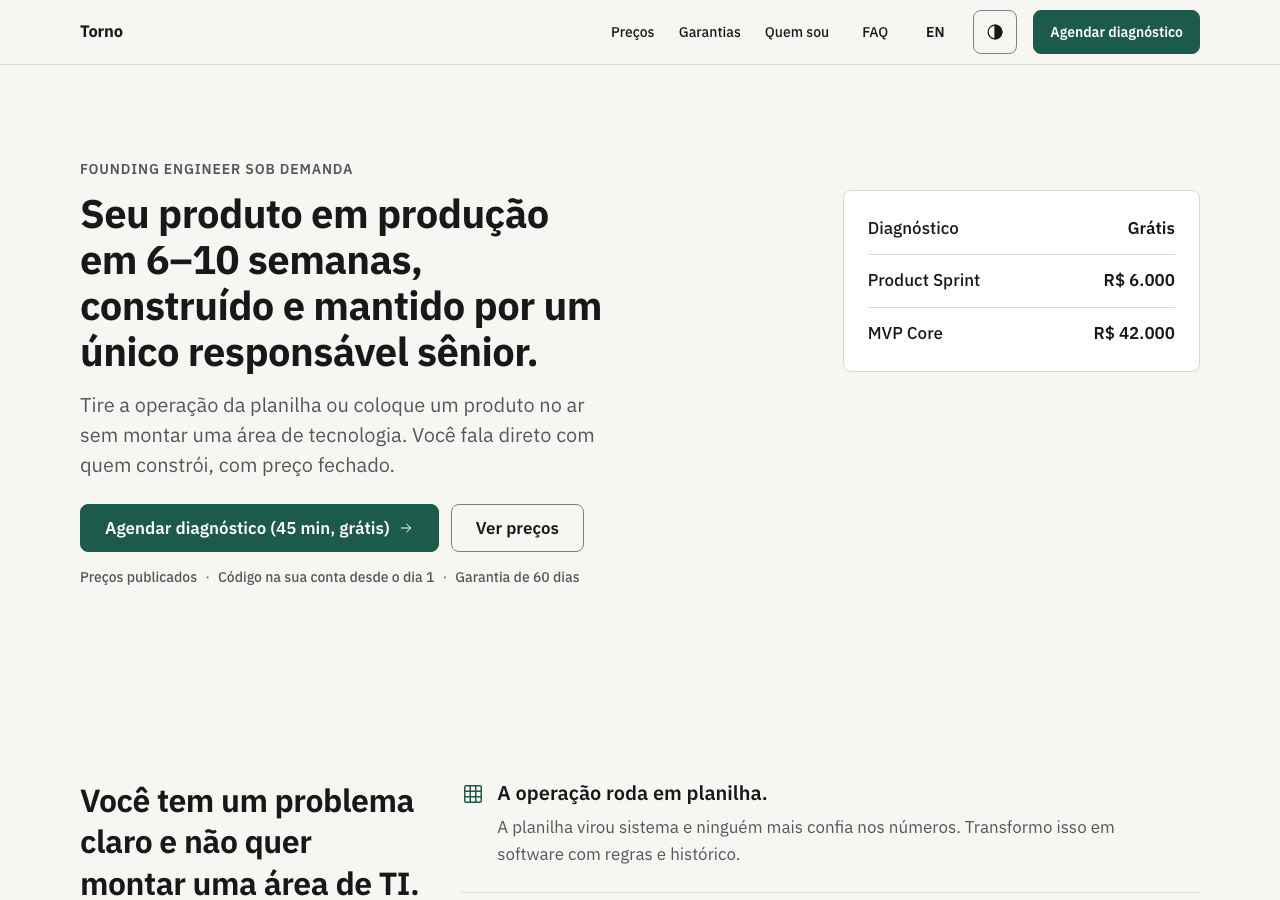 Torno
Preços
Garantias
Quem sou
FAQ
EN
Agendar diagnóstico
FOUNDING ENGINEER SOB DEMANDA
Seu produto em produção
em 6–10 semanas,
construído e mantido por um
único responsável sênior.
Tire a operação da planilha ou coloque um produto no ar
sem montar uma área de tecnologia. Você fala direto com
quem constrói, com preço fechado.
Agendar diagnóstico (45 min, grátis) →
Ver preços
Preços publicados · Código na sua conta desde o dia 1 · Garantia de 60 dias
Diagnóstico Grátis
Product Sprint R$ 6.000
MVP Core R$ 42.000
Você tem um problema
claro e não quer
montar uma área de TI.
A operação roda em planilha.
A planilha virou sistema e ninguém mais confia nos números. Transformo isso em
software com regras e histórico.